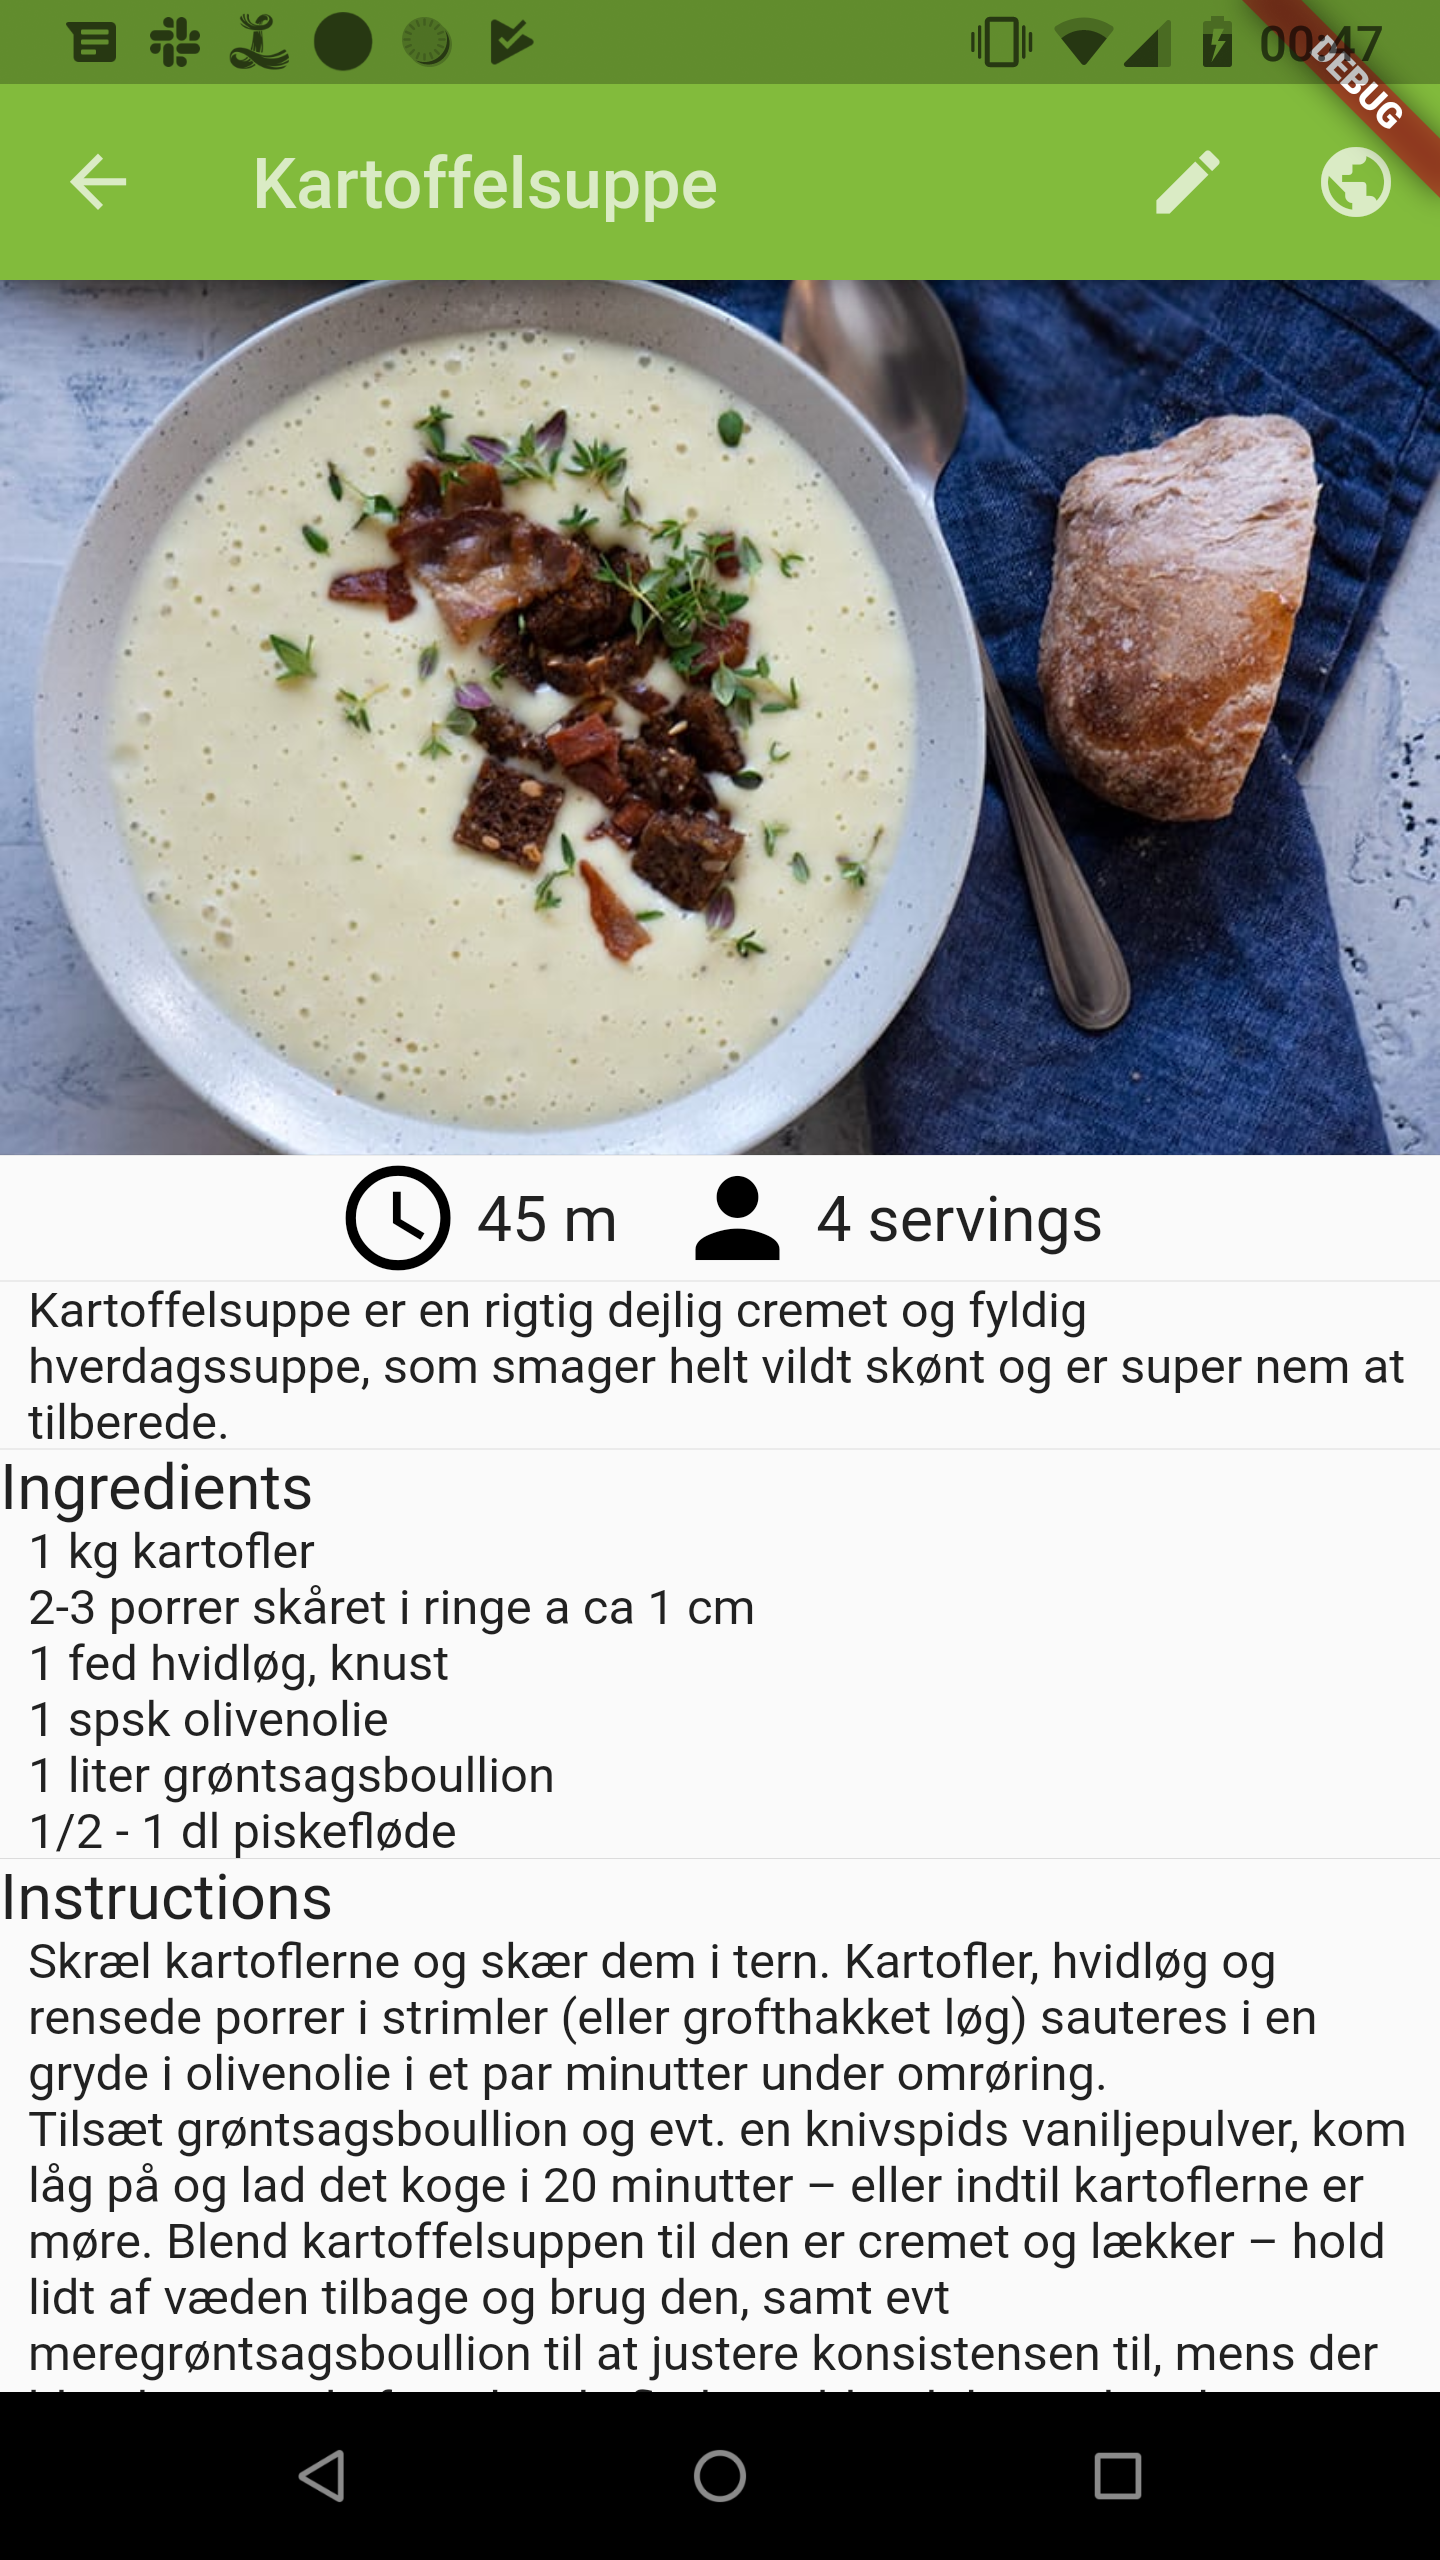 00:47
DEBUG
Kartoffelsuppe
45 m
4 servings
Kartoffelsuppe er en rigtig dejlig cremet og fyldig
hverdagssuppe, som smager helt vildt skønt og er super nem at
tilberede.
Ingredients
1 kg kartofler
2-3 porrer skåret i ringe a ca 1 cm
1 fed hvidløg, knust
1 spsk olivenolie
1 liter grøntsagsboullion
1/2 - 1 dl piskefløde
Instructions
Skræl kartoflerne og skær dem i tern. Kartofler, hvidløg og
rensede porrer i strimler (eller grofthakket løg) sauteres i en
gryde i olivenolie i et par minutter under omrøring.
Tilsæt grøntsagsboullion og evt. en knivspids vaniljepulver, kom
låg på og lad det koge i 20 minutter – eller indtil kartoflerne er
møre. Blend kartoffelsuppen til den er cremet og lækker – hold
lidt af væden tilbage og brug den, samt evt
meregrøntsagsboullion til at justere konsistensen til, mens der